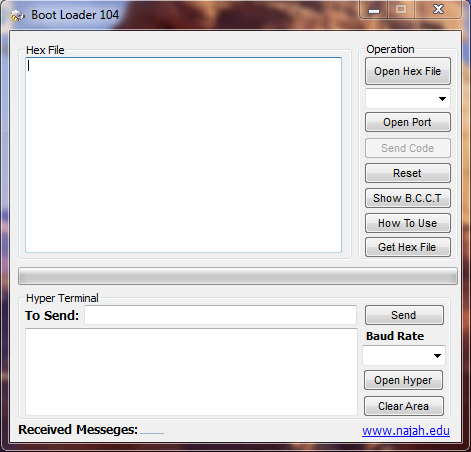 Boot Loader 104
Hex File
Operation
Open Hex File
Open Port
Send Code
Reset
Show B.C.C.T
How To Use
Get Hex File
Hyper Terminal
To Send:
Send
Baud Rate
Open Hyper
Clear Area
Received Messeges:
www.najah.edu